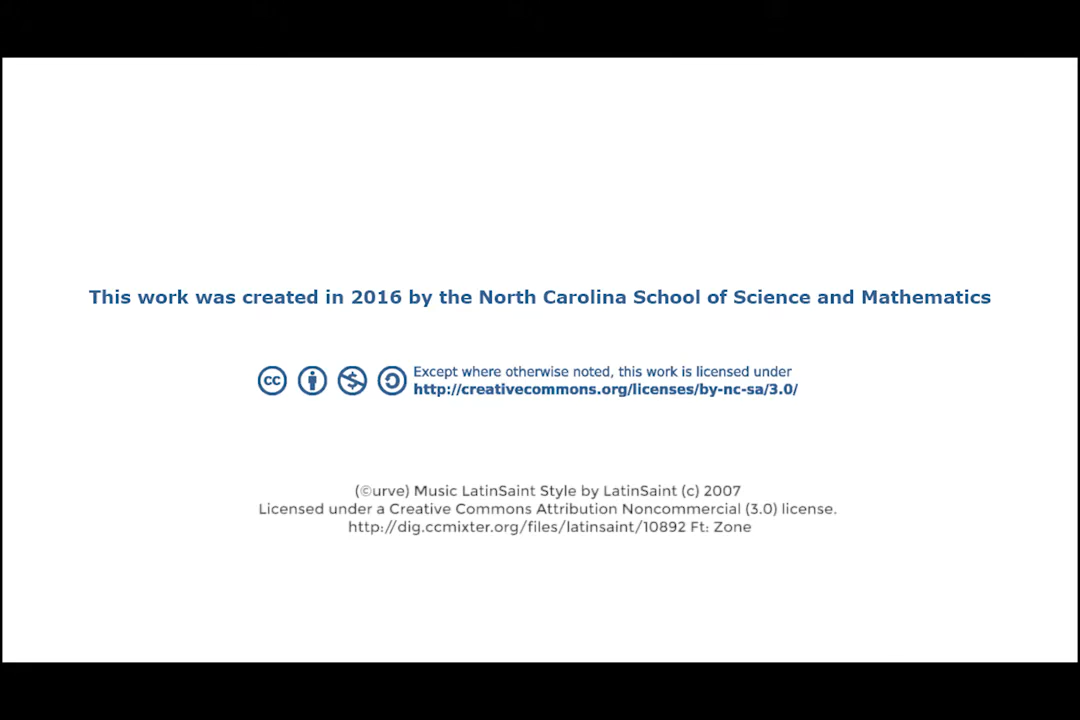 This work was created in 2016 by the North Carolina School of Science and Mathematics
cc Except where otherwise noted, this work is licensed under
http://creativecommons.org/licenses/by-nc-sa/3.0/
(©urve) Music LatinSaint Style by LatinSaint (c) 2007
Licensed under a Creative Commons Attribution Noncommercial (3.0) license.
http://dig.ccmixter.org/files/latinsaint/10892 Ft: Zone